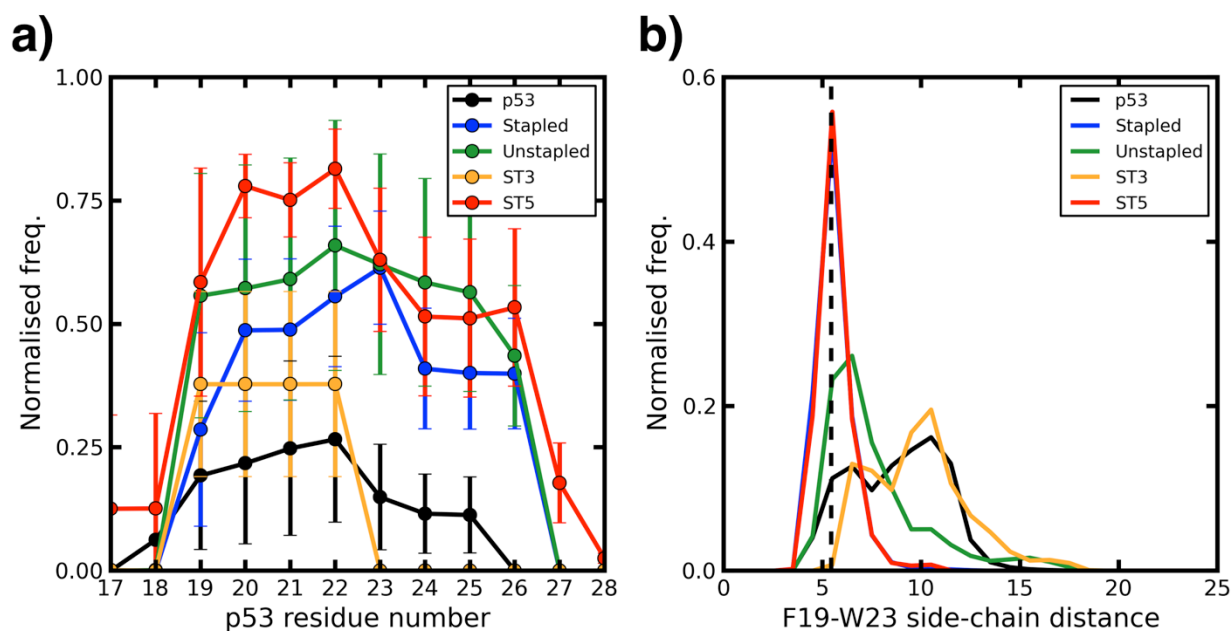 a)
Normalised freq.
1.00
0.75
0.50
0.25
0.00
17 18 19 20 21 22 23 24 25 26 27 28
p53 residue number
p53
Stapled
Unstapled
ST3
ST5
b)
Normalised freq.
0.6
0.4
0.2
0.0
0 5 10 15 20 25
F19-W23 side-chain distance
p53
Stapled
Unstapled
ST3
ST5